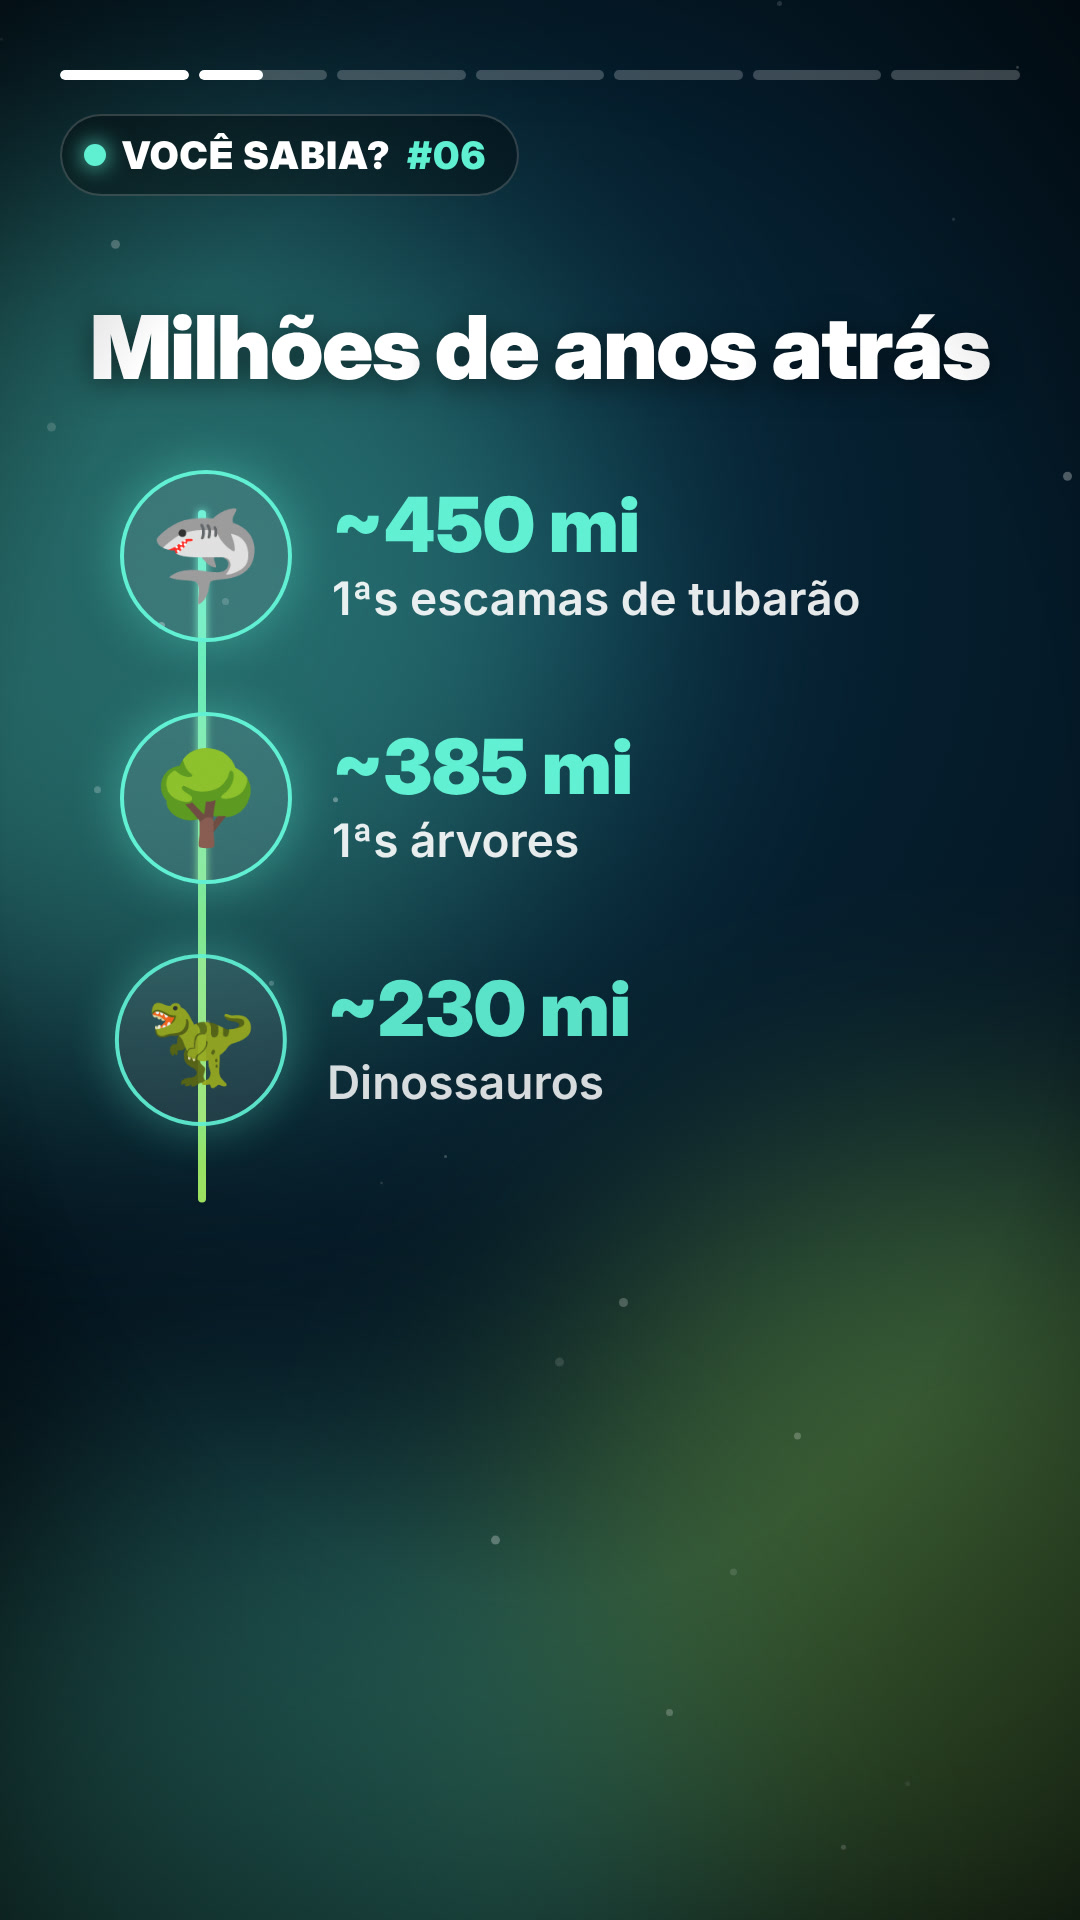 VOCÊ SABIA? #06
Milhões de anos atrás
~450 mi
1ªs escamas de tubarão
~385 mi
1ªs árvores
~230 mi
Dinossauros